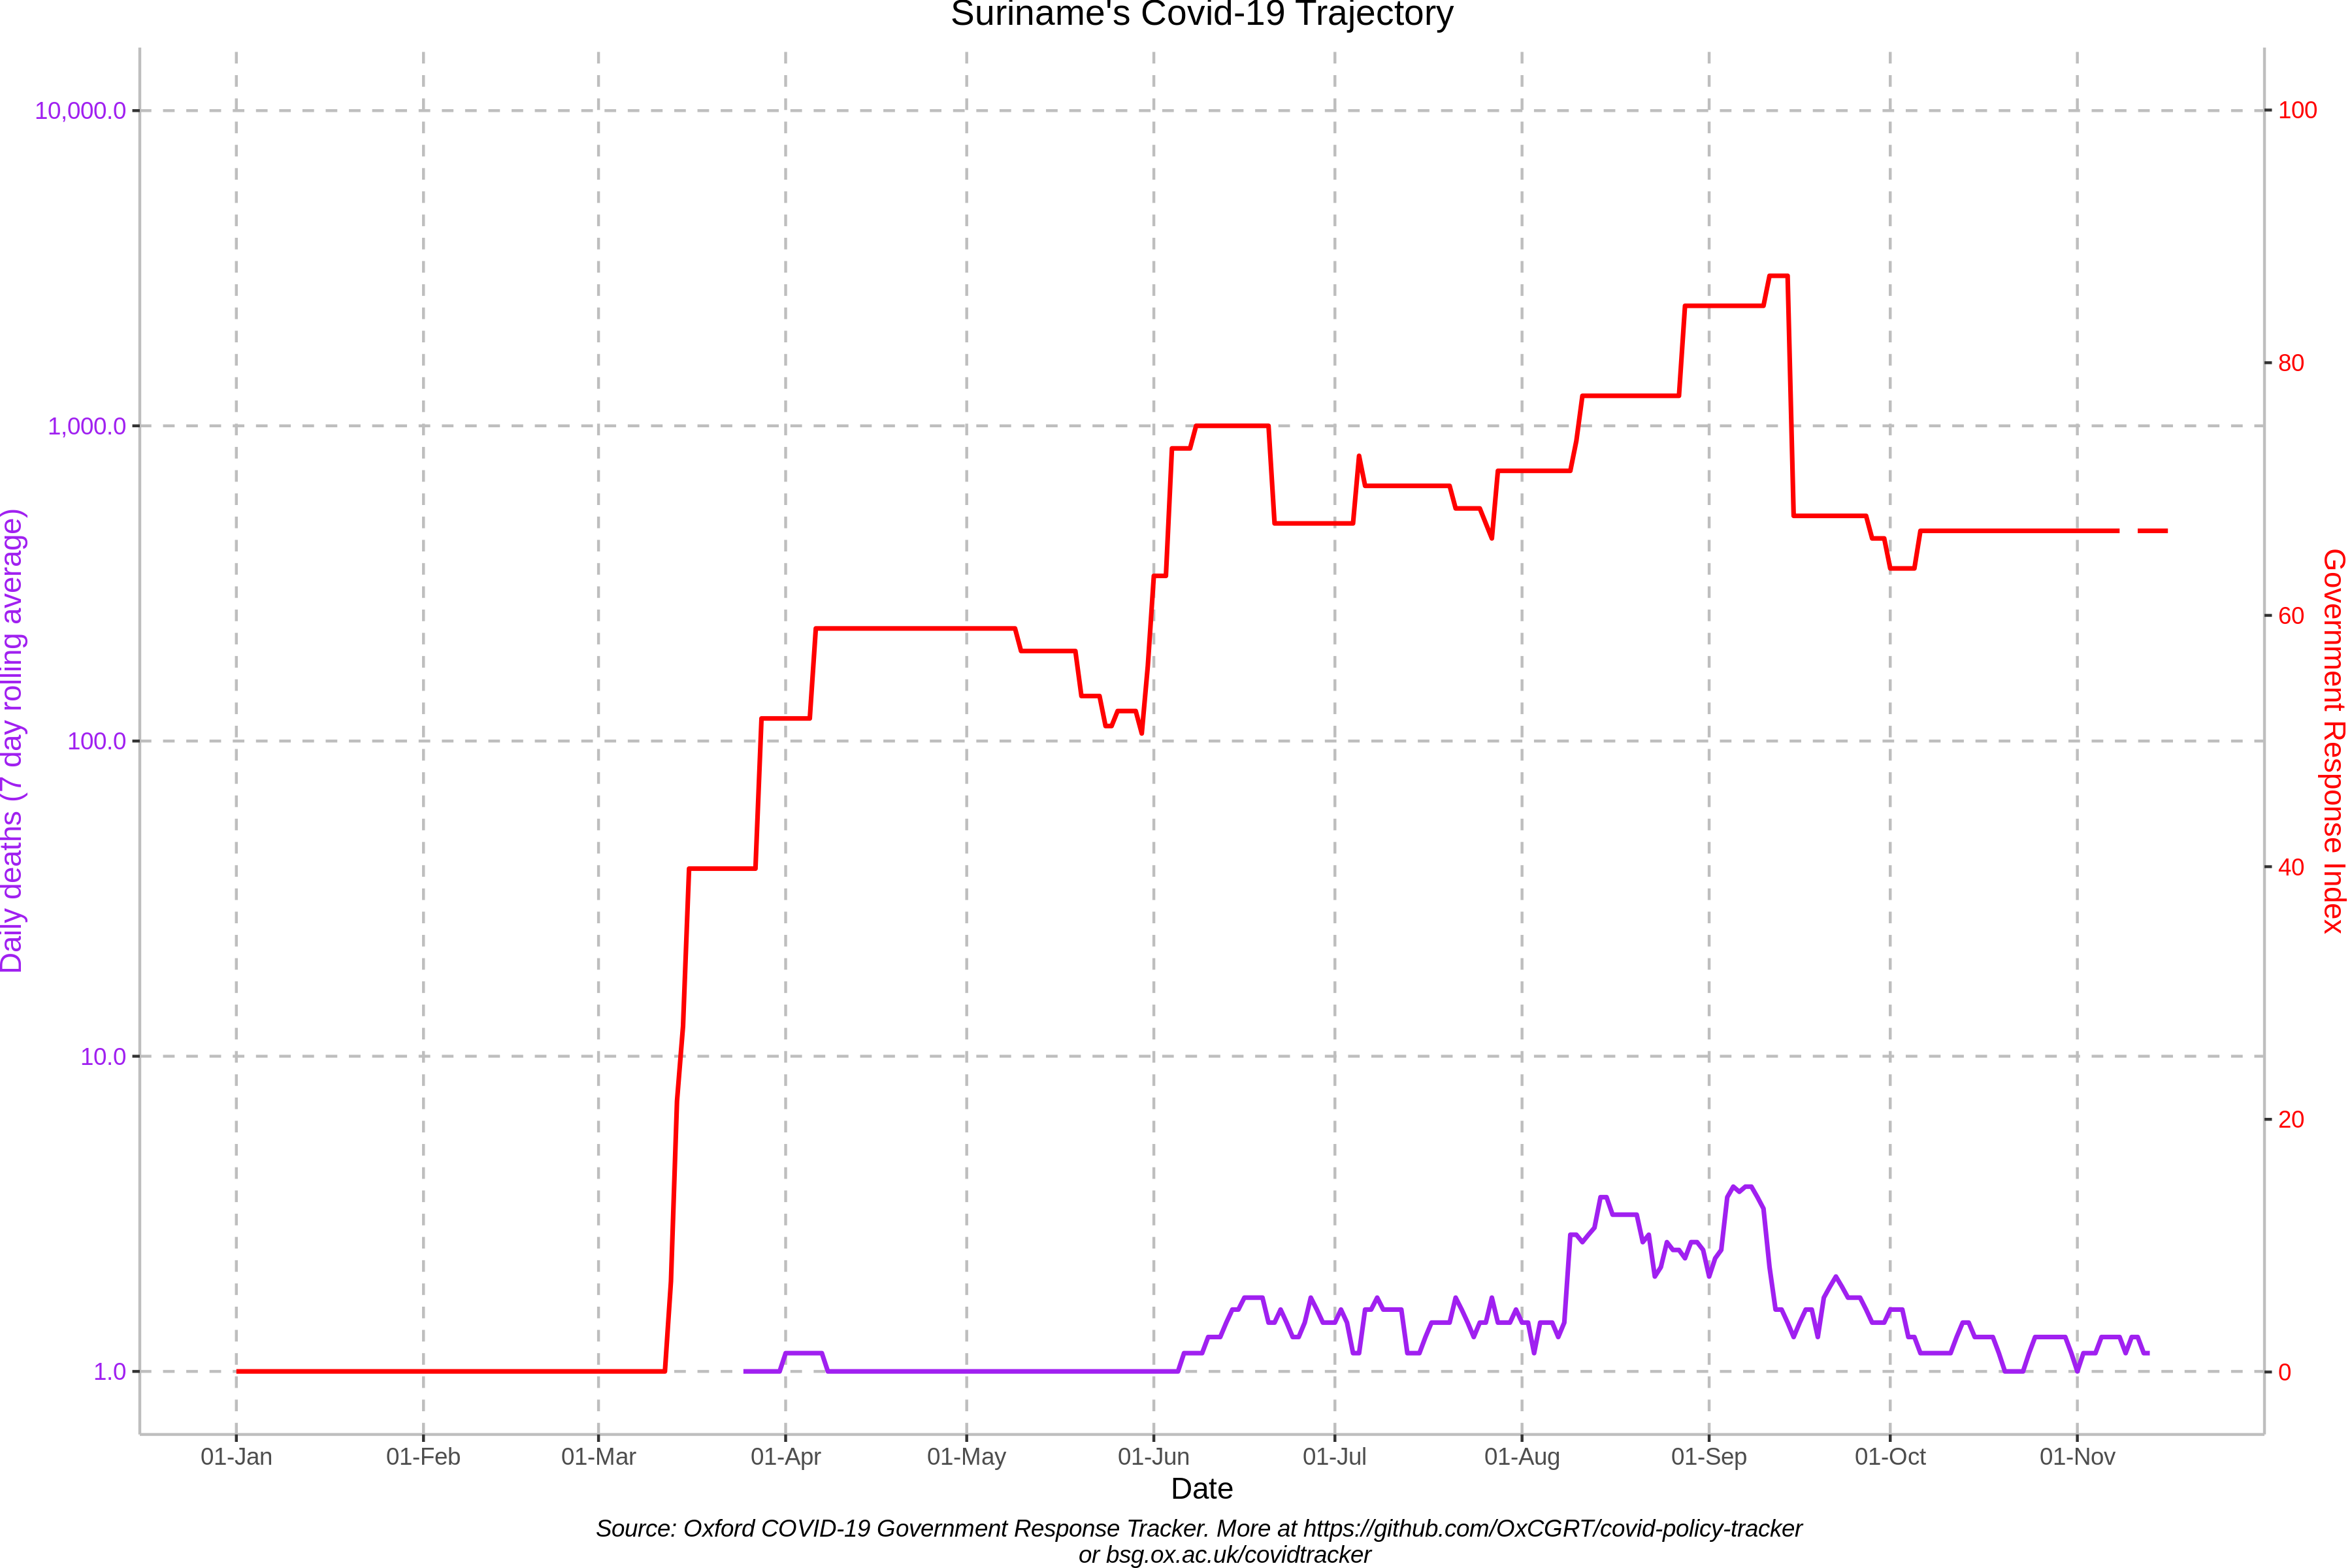 Suriname's Covid-19 Trajectory
10,000.0
1,000.0
100.0
10.0
1.0
Daily deaths (7 day rolling average)
100
80
60
40
20
0
Government Response Index
01-Jan 01-Feb 01-Mar 01-Apr 01-May 01-Jun 01-Jul 01-Aug 01-Sep 01-Oct 01-Nov
Date
Source: Oxford COVID-19 Government Response Tracker. More at https://github.com/OxCGRT/covid-policy-tracker
or bsg.ox.ac.uk/covidtracker